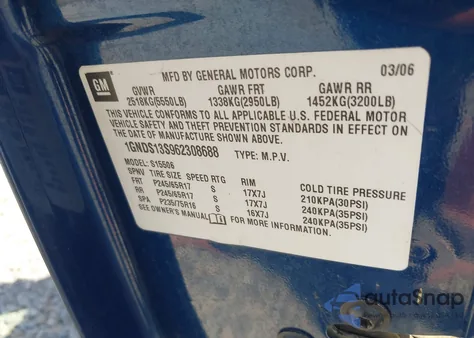 GM
MFD BY GENERAL MOTORS CORP. 03/06
GVWR GAWR FRT GAWR RR
2518KG(5550LB) 1338KG(2950LB) 1452KG(3200LB)
THIS VEHICLE CONFORMS TO ALL APPLICABLE U.S. FEDERAL MOTOR
VEHICLE SAFETY AND THEFT PREVENTION STANDARDS IN EFFECT ON
THE DATE OF MANUFACTURE SHOWN ABOVE.
1GNDS13S962308688 TYPE: M.P.V.
S15506
SPNV TIRE SIZE SPEED RTG RIM COLD TIRE PRESSURE
FRT P245/65R17 S 17X7J 210KPA(30PSI)
RR P245/65R17 S 17X7J 240KPA(35PSI)
SPA P235/75R16 S 16X7J 240KPA(35PSI)
SEE OWNER'S MANUAL FOR MORE INFORMATION.
autoSnap